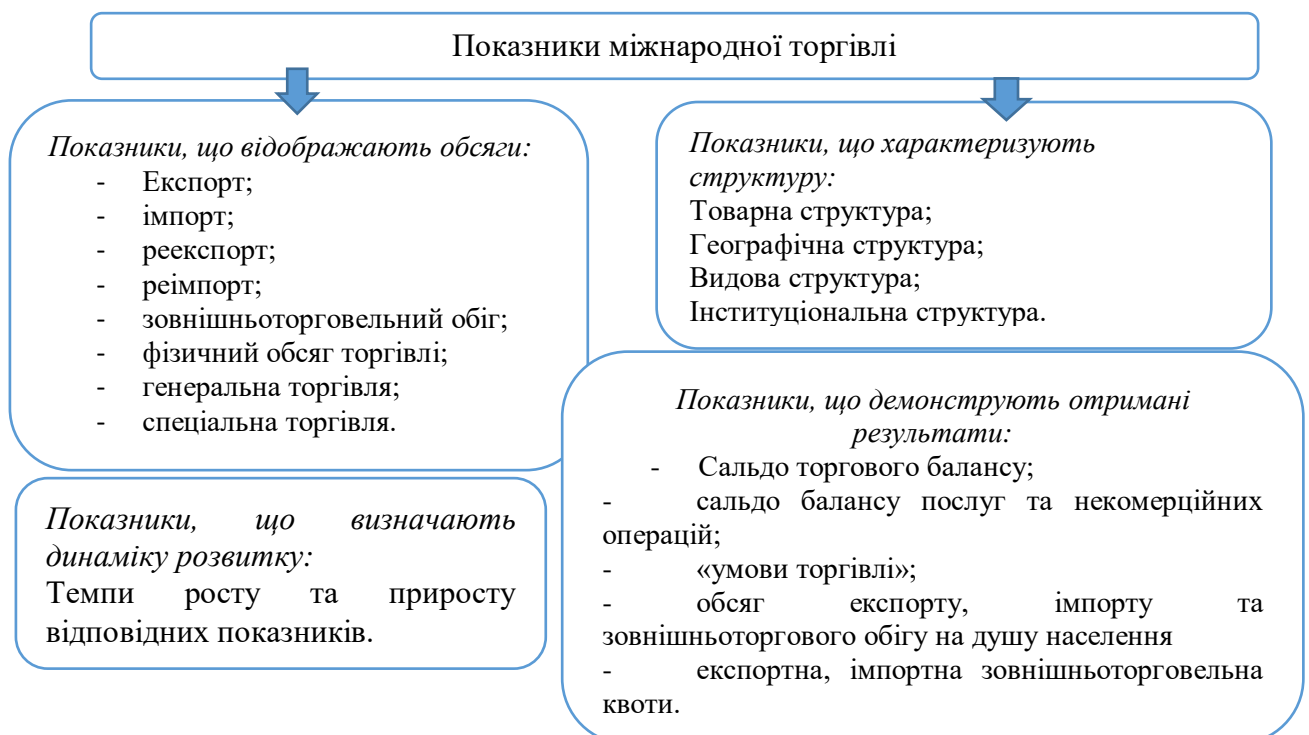 Показники міжнародної торгівлі
Показники, що відображають обсяги:
- Експорт;
- імпорт;
- реекспорт;
- реімпорт;
- зовнішньоторговельний обіг;
- фізичний обсяг торгівлі;
- генеральна торгівля;
- спеціальна торгівля.
Показники, що характеризують
структуру:
Товарна структура;
Географічна структура;
Видова структура;
Інституціональна структура.
Показники, що визначають
динаміку розвитку:
Темпи росту та приросту
відповідних показників.
Показники, що демонструють отримані
результати:
- Сальдо торгового балансу;
- сальдо балансу послуг та некомерційних
операцій;
- «умови торгівлі»;
- обсяг експорту, імпорту та
зовнішньоторгового обігу на душу населення
- експортна, імпортна зовнішньоторговельна
квоти.